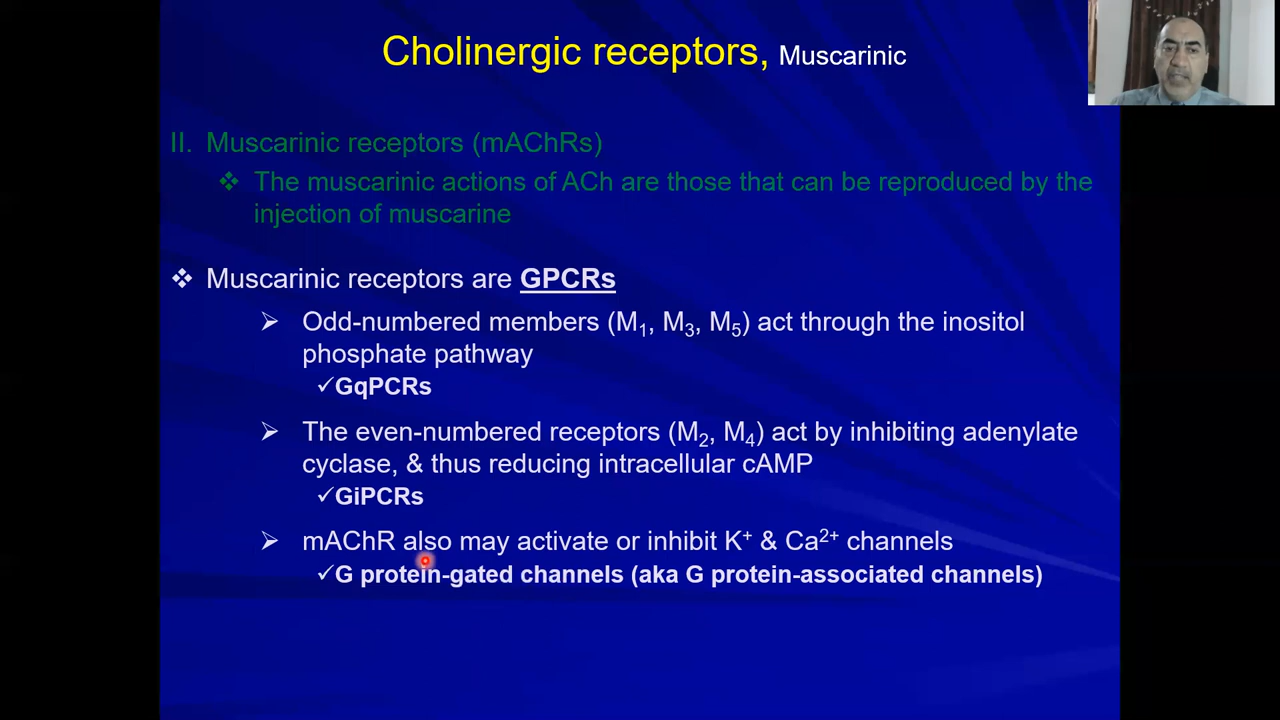 Cholinergic receptors, Muscarinic
II. Muscarinic receptors (mAChRs)
❖ The muscarinic actions of ACh are those that can be reproduced by the
injection of muscarine
❖ Muscarinic receptors are GPCRs
➢ Odd-numbered members (M₁, M₃, M₅) act through the inositol
phosphate pathway
✓GqPCRs
➢ The even-numbered receptors (M₂, M₄) act by inhibiting adenylate
cyclase, & thus reducing intracellular cAMP
✓GiPCRs
➢ mAChR also may activate or inhibit K⁺ & Ca²⁺ channels
✓G protein-gated channels (aka G protein-associated channels)